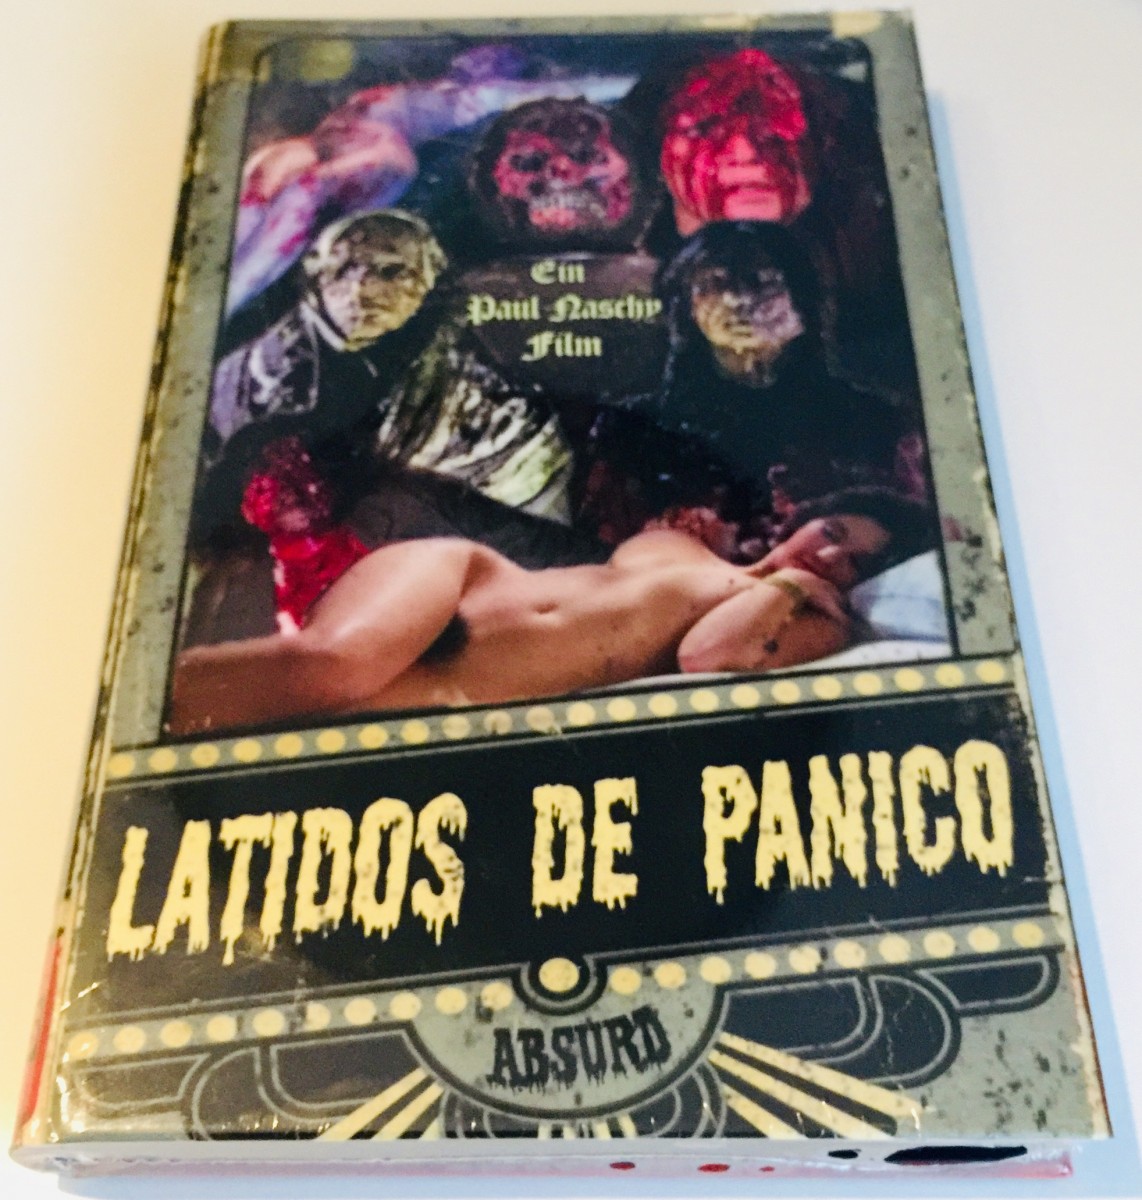 Ein
Paul Naschy
Film
LATIDOS DE PANICO
ABSURD